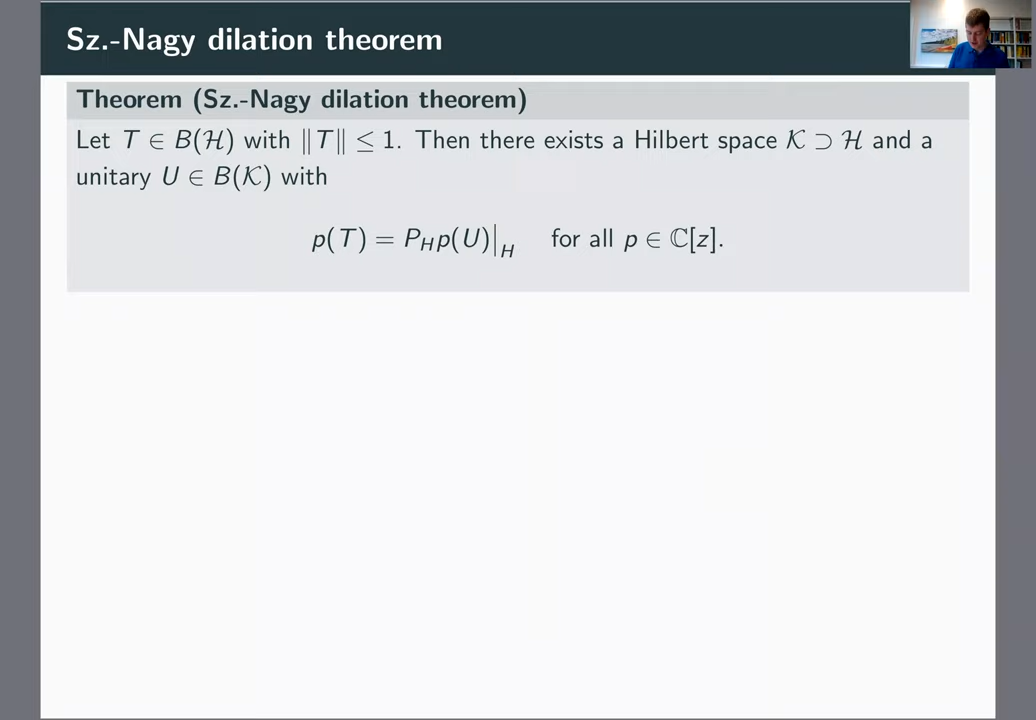 Sz.-Nagy dilation theorem
Theorem (Sz.-Nagy dilation theorem)
Let T ∈ B(ℋ) with ‖T‖ ≤ 1. Then there exists a Hilbert space 𝒦 ⊃ ℋ and a
unitary U ∈ B(𝒦) with
p(T) = P_H p(U)|_H for all p ∈ ℂ[z].